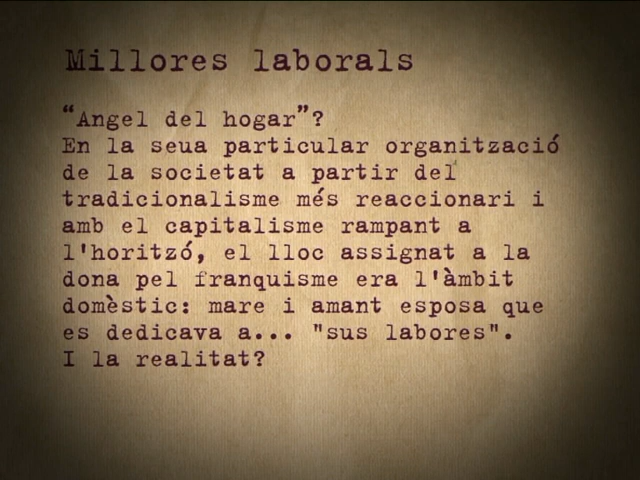 Millores laborals
“Angel del hogar”?
En la seua particular organització
de la societat a partir del
tradicionalisme més reaccionari i
amb el capitalisme rampant a
l'horitzó, el lloc assignat a la
dona pel franquisme era l'àmbit
domèstic: mare i amant esposa que
es dedicava a... "sus labores".
I la realitat?